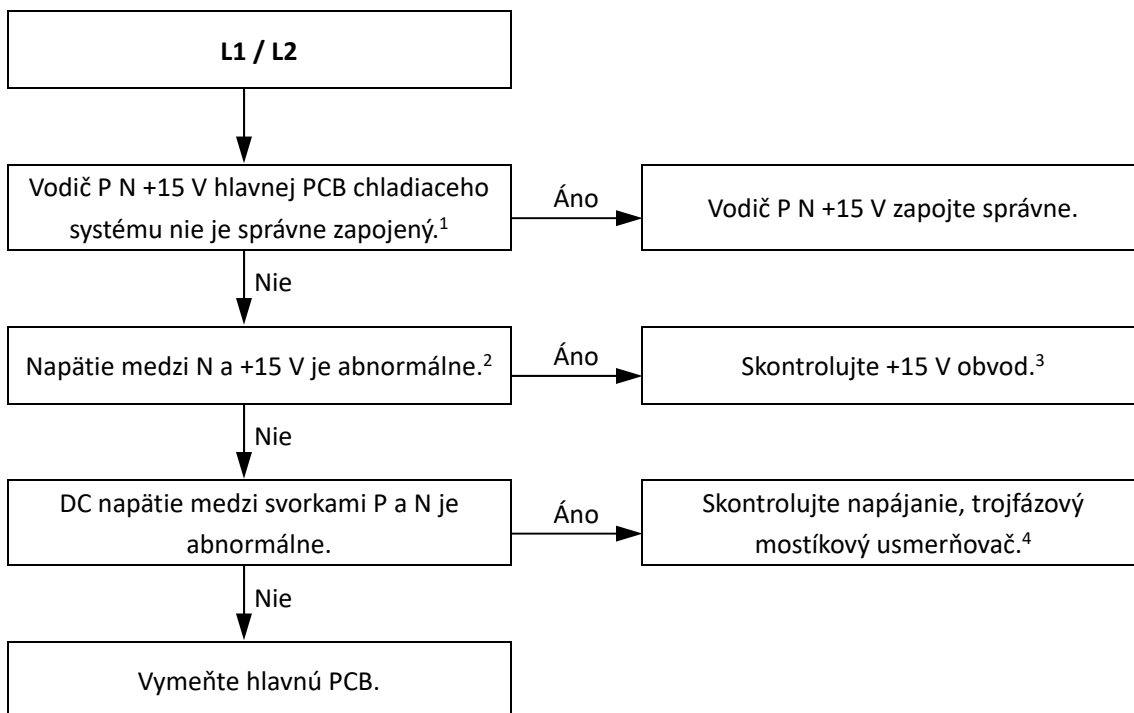 L1 / L2
Vodič P N +15 V hlavnej PCB chladiaceho
systému nie je správne zapojený.¹
Áno
Vodič P N +15 V zapojte správne.
Nie
Napätie medzi N a +15 V je abnormálne.²
Áno
Skontrolujte +15 V obvod.³
Nie
DC napätie medzi svorkami P a N je
abnormálne.
Áno
Skontrolujte napájanie, trojfázový
mostíkový usmerňovač.⁴
Nie
Vymeňte hlavnú PCB.